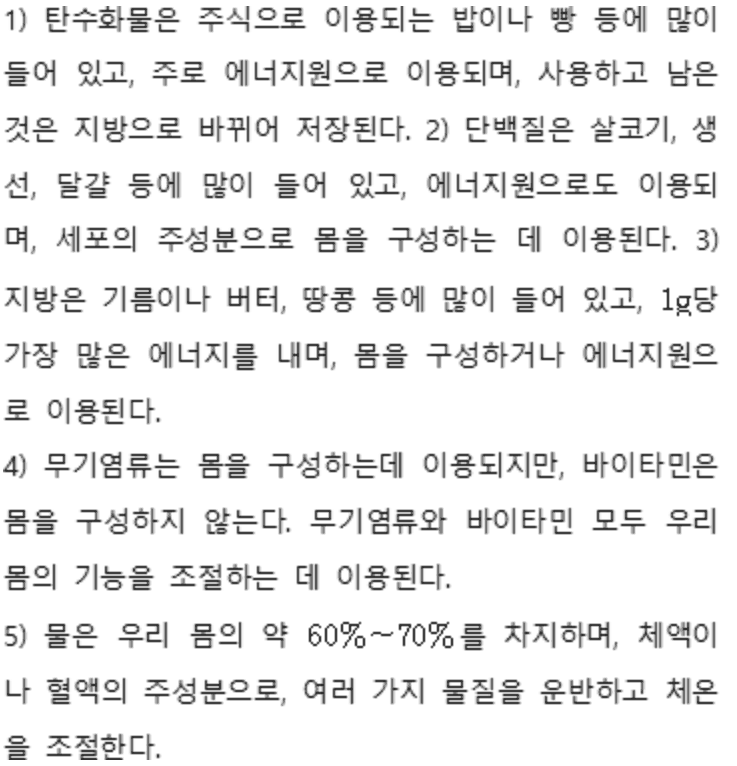 1) 탄수화물은 주식으로 이용되는 밥이나 빵 등에 많이
들어 있고, 주로 에너지원으로 이용되며, 사용하고 남은
것은 지방으로 바뀌어 저장된다. 2) 단백질은 살코기, 생
선, 달걀 등에 많이 들어 있고, 에너지원으로도 이용되
며, 세포의 주성분으로 몸을 구성하는 데 이용된다. 3)
지방은 기름이나 버터, 땅콩 등에 많이 들어 있고, 1g당
가장 많은 에너지를 내며, 몸을 구성하거나 에너지원으
로 이용된다.
4) 무기염류는 몸을 구성하는데 이용되지만, 바이타민은
몸을 구성하지 않는다. 무기염류와 바이타민 모두 우리
몸의 기능을 조절하는 데 이용된다.
5) 물은 우리 몸의 약 60%~70%를 차지하며, 체액이
나 혈액의 주성분으로, 여러 가지 물질을 운반하고 체온
을 조절한다.